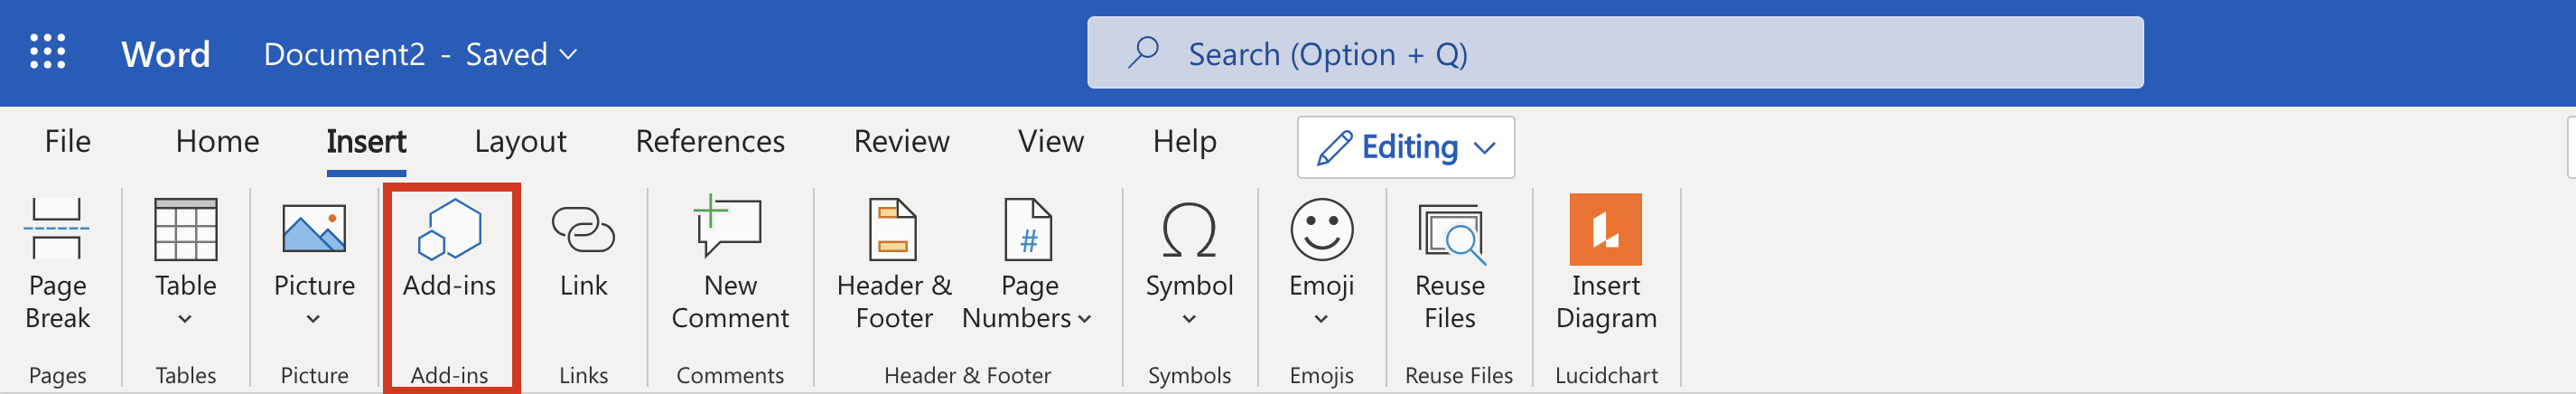 Word Document2 - Saved Search (Option + Q)
File Home Insert Layout References Review View Help Editing
Page Break
Table
Picture
Add-ins
Link
New Comment
Header & Footer
#
Page Numbers
Symbol
Emoji
Reuse Files
Insert Diagram
Pages Tables Picture Add-ins Links Comments Header & Footer Symbols Emojis Reuse Files Lucidchart